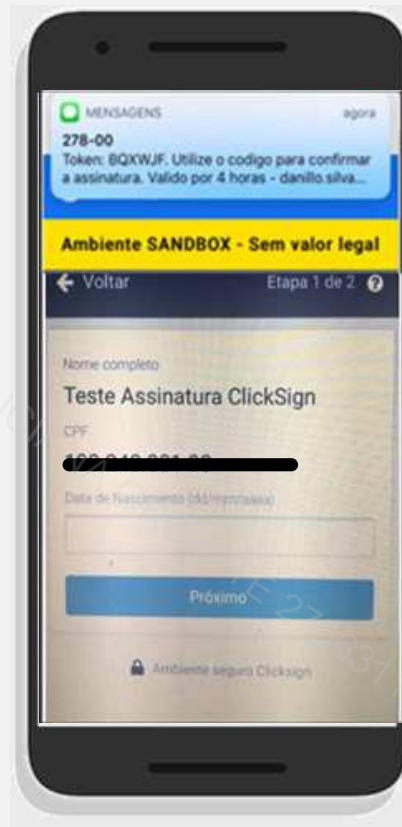 MENSAGENS agora
278-00
Token: BQXWJF. Utilize o codigo para confirmar
a assinatura. Valido por 4 horas - danillo.silva...
Ambiente SANDBOX - Sem valor legal
Voltar Etapa 1 de 2 ?
Nome completo
Teste Assinatura ClickSign
CPF
Data de Nascimento (dd/mm/aaaa)
Próximo
Ambiente seguro Clicksign